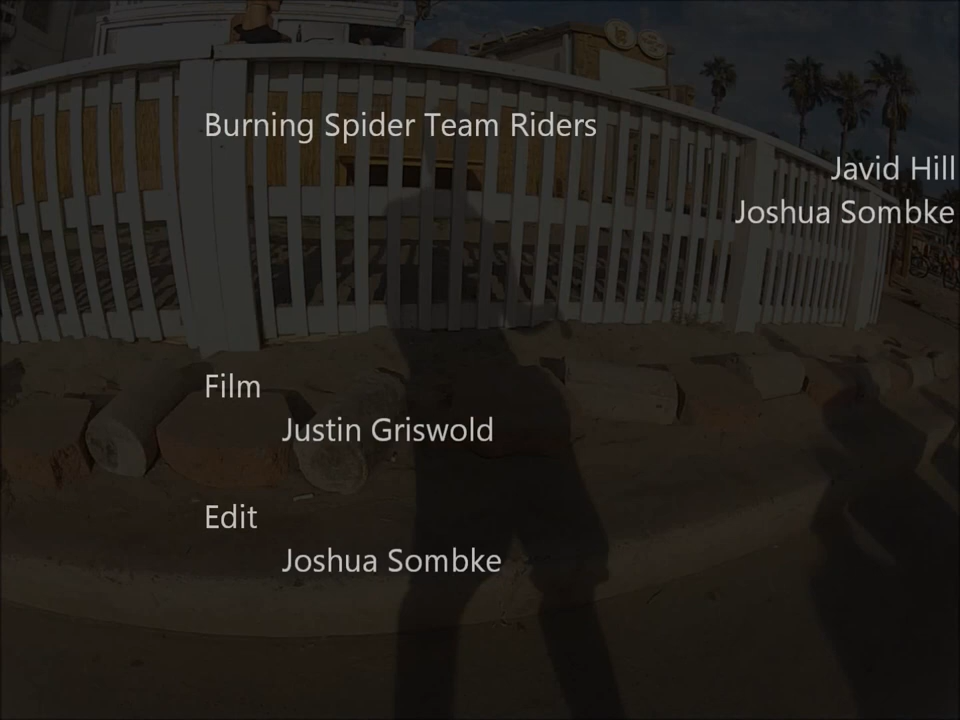 Burning Spider Team Riders
Javid Hill
Joshua Sombke
Film
Justin Griswold
Edit
Joshua Sombke